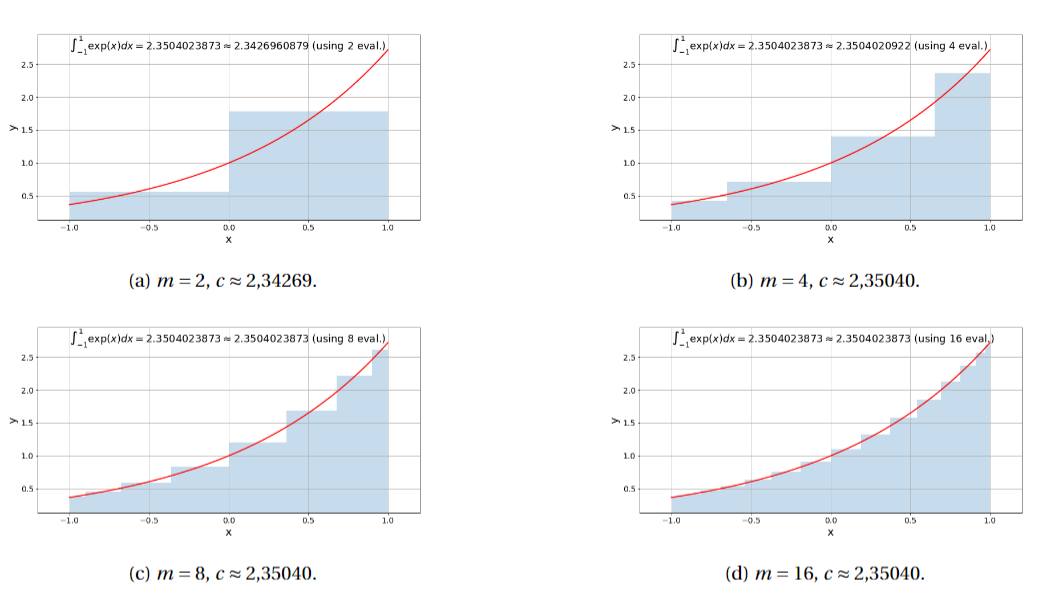 ∫₋₁¹ exp(x)dx = 2.3504023873 ≈ 2.3426960879 (using 2 eval.)
2.5
2.0
1.5
1.0
0.5
y
−1.0 −0.5 0.0 0.5 1.0
x
(a) m = 2, c ≈ 2,34269.
∫₋₁¹ exp(x)dx = 2.3504023873 ≈ 2.3504020922 (using 4 eval.)
2.5
2.0
1.5
1.0
0.5
y
−1.0 −0.5 0.0 0.5 1.0
x
(b) m = 4, c ≈ 2,35040.
∫₋₁¹ exp(x)dx = 2.3504023873 ≈ 2.3504023873 (using 8 eval.)
2.5
2.0
1.5
1.0
0.5
y
−1.0 −0.5 0.0 0.5 1.0
x
(c) m = 8, c ≈ 2,35040.
∫₋₁¹ exp(x)dx = 2.3504023873 ≈ 2.3504023873 (using 16 eval.)
2.5
2.0
1.5
1.0
0.5
y
−1.0 −0.5 0.0 0.5 1.0
x
(d) m = 16, c ≈ 2,35040.